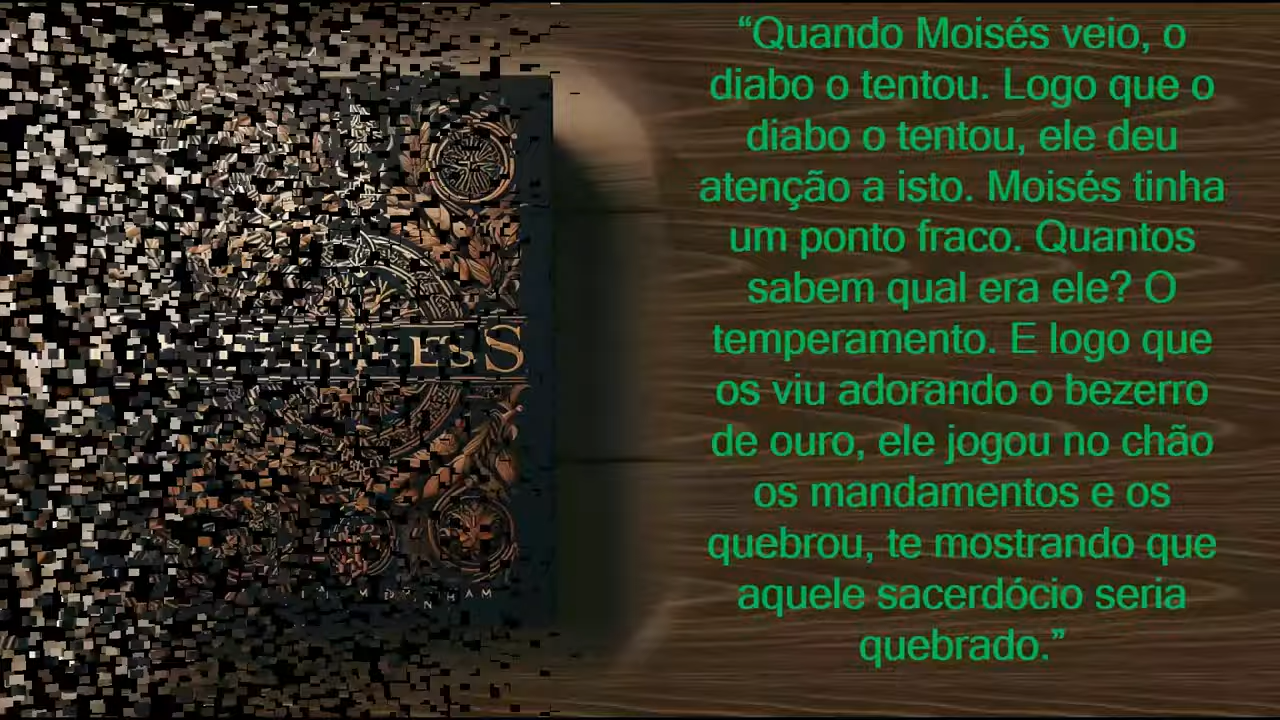 “Quando Moisés veio, o
diabo o tentou. Logo que o
diabo o tentou, ele deu
atenção a isto. Moisés tinha
um ponto fraco. Quantos
sabem qual era ele? O
temperamento. E logo que
os viu adorando o bezerro
de ouro, ele jogou no chão
os mandamentos e os
quebrou, te mostrando que
aquele sacerdócio seria
quebrado.”